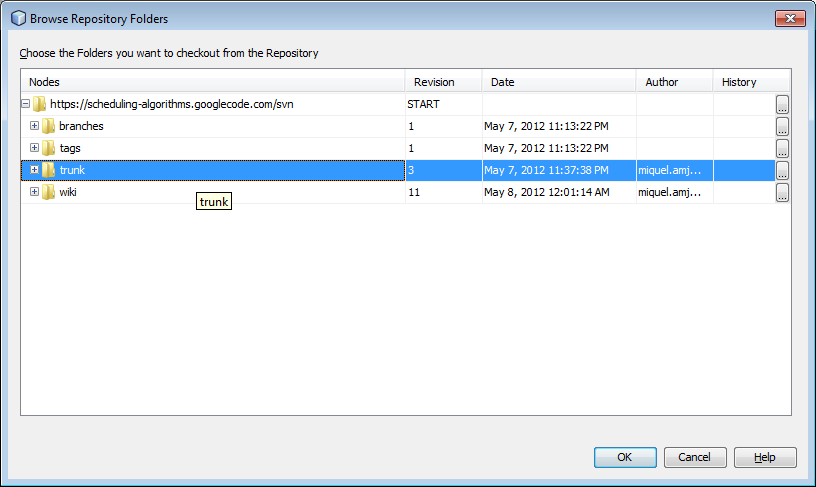 Browse Repository Folders
Choose the Folders you want to checkout from the Repository
Nodes Revision Date Author History
https://scheduling-algorithms.googlecode.com/svn START ...
branches 1 May 7, 2012 11:13:22 PM ...
tags 1 May 7, 2012 11:13:22 PM ...
trunk 3 May 7, 2012 11:37:38 PM miquel.amj... ...
wiki 11 May 8, 2012 12:01:14 AM miquel.amj... ...
trunk
OK Cancel Help